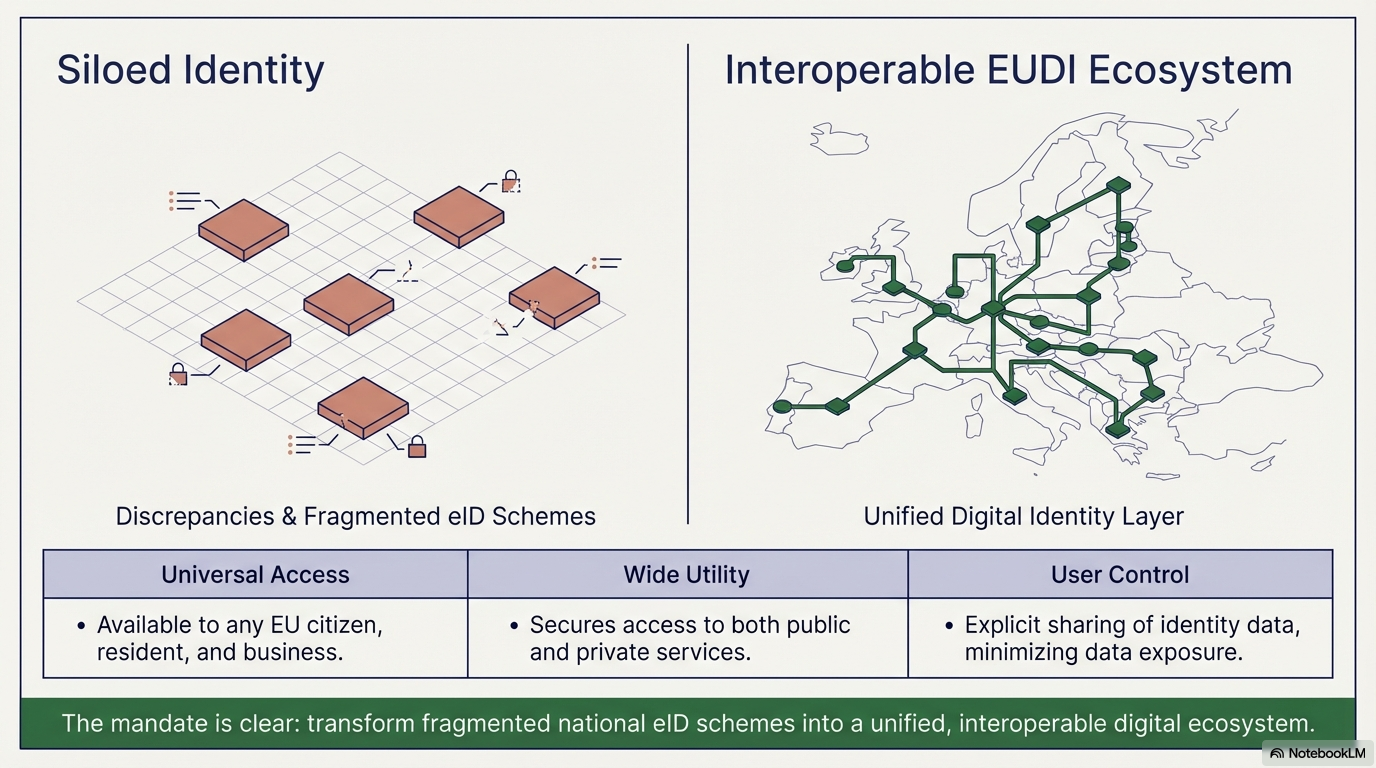 Siloed Identity
Interoperable EUDI Ecosystem
Discrepancies & Fragmented eID Schemes
Unified Digital Identity Layer
Universal Access
Wide Utility
User Control
• Available to any EU citizen,
resident, and business.
• Secures access to both public
and private services.
• Explicit sharing of identity data,
minimizing data exposure.
The mandate is clear: transform fragmented national eID schemes into a unified, interoperable digital ecosystem.
NotebookLM